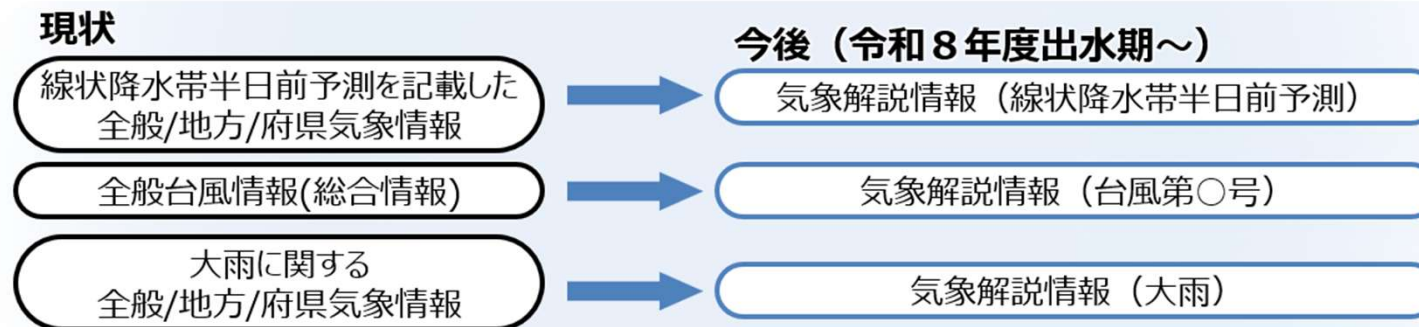 現状
今後（令和８年度出水期～）
線状降水帯半日前予測を記載した
全般/地方/府県気象情報
気象解説情報（線状降水帯半日前予測）
全般台風情報(総合情報)
気象解説情報（台風第○号）
大雨に関する
全般/地方/府県気象情報
気象解説情報（大雨）